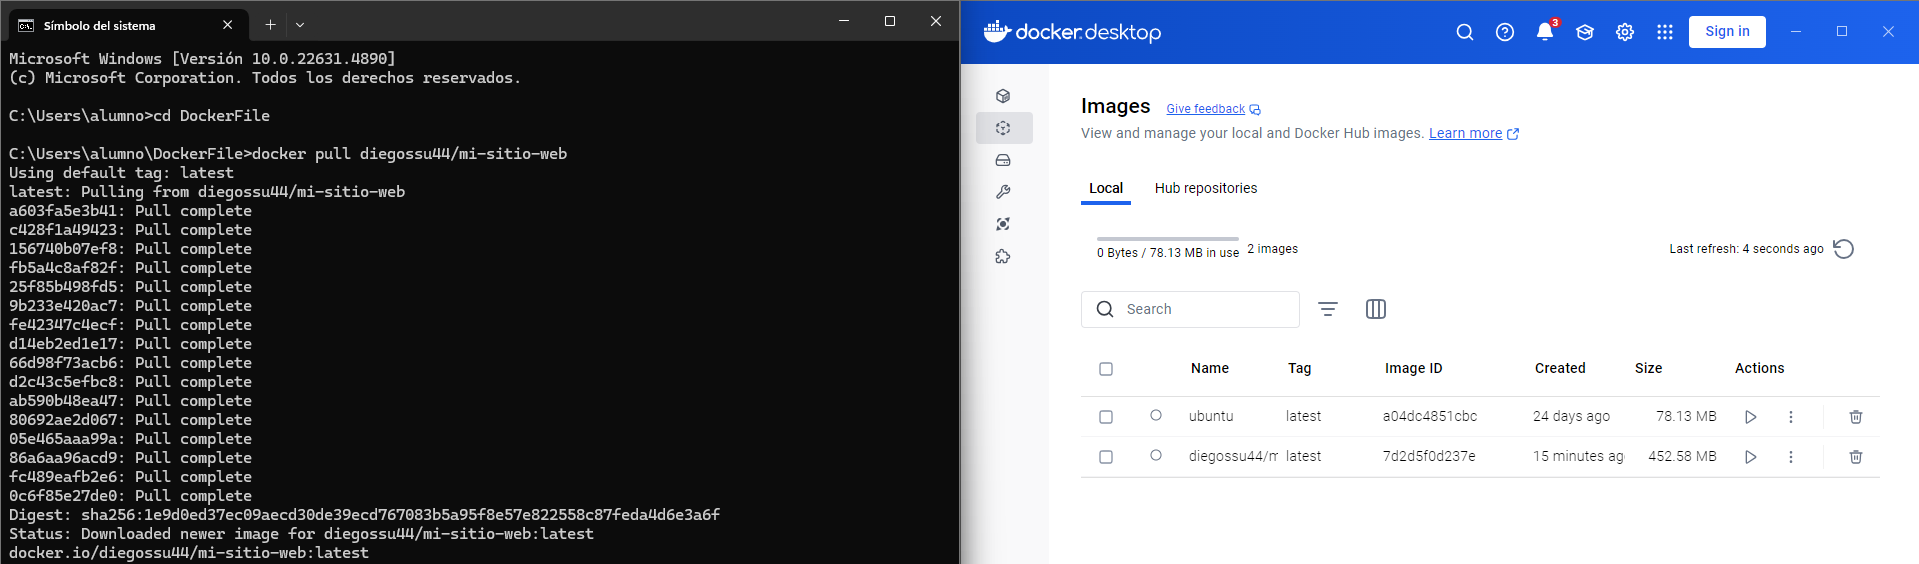 Símbolo del sistema
Microsoft Windows [Versión 10.0.22631.4890]
(c) Microsoft Corporation. Todos los derechos reservados.
C:\Users\alumno>cd DockerFile
C:\Users\alumno\DockerFile>docker pull diegossu44/mi-sitio-web
Using default tag: latest
latest: Pulling from diegossu44/mi-sitio-web
a603fa5e3b41: Pull complete
c428f1a49423: Pull complete
156740b07ef8: Pull complete
fb5a4c8af82f: Pull complete
25f85b498fd5: Pull complete
9b233e420ac7: Pull complete
fe42347c4ecf: Pull complete
d14eb2ed1e17: Pull complete
66d98f73acb6: Pull complete
d2c43c5efbc8: Pull complete
ab590b48ea47: Pull complete
80692ae2d067: Pull complete
05e465aaa99a: Pull complete
86a6aa96acd9: Pull complete
fc489eafb2e6: Pull complete
0c6f85e27de0: Pull complete
Digest: sha256:1e9d0ed37ec09aecd30de39ecd767083b5a95f8e57e822558c87feda4d6e3a6f
Status: Downloaded newer image for diegossu44/mi-sitio-web:latest
docker.io/diegossu44/mi-sitio-web:latest
docker.desktop
3
Sign in
Images Give feedback
View and manage your local and Docker Hub images. Learn more
Local Hub repositories
0 Bytes / 78.13 MB in use 2 images Last refresh: 4 seconds ago
Search
Name Tag Image ID Created Size Actions
ubuntu latest a04dc4851cbc 24 days ago 78.13 MB
diegossu44/m latest 7d2d5f0d237e 15 minutes ag 452.58 MB